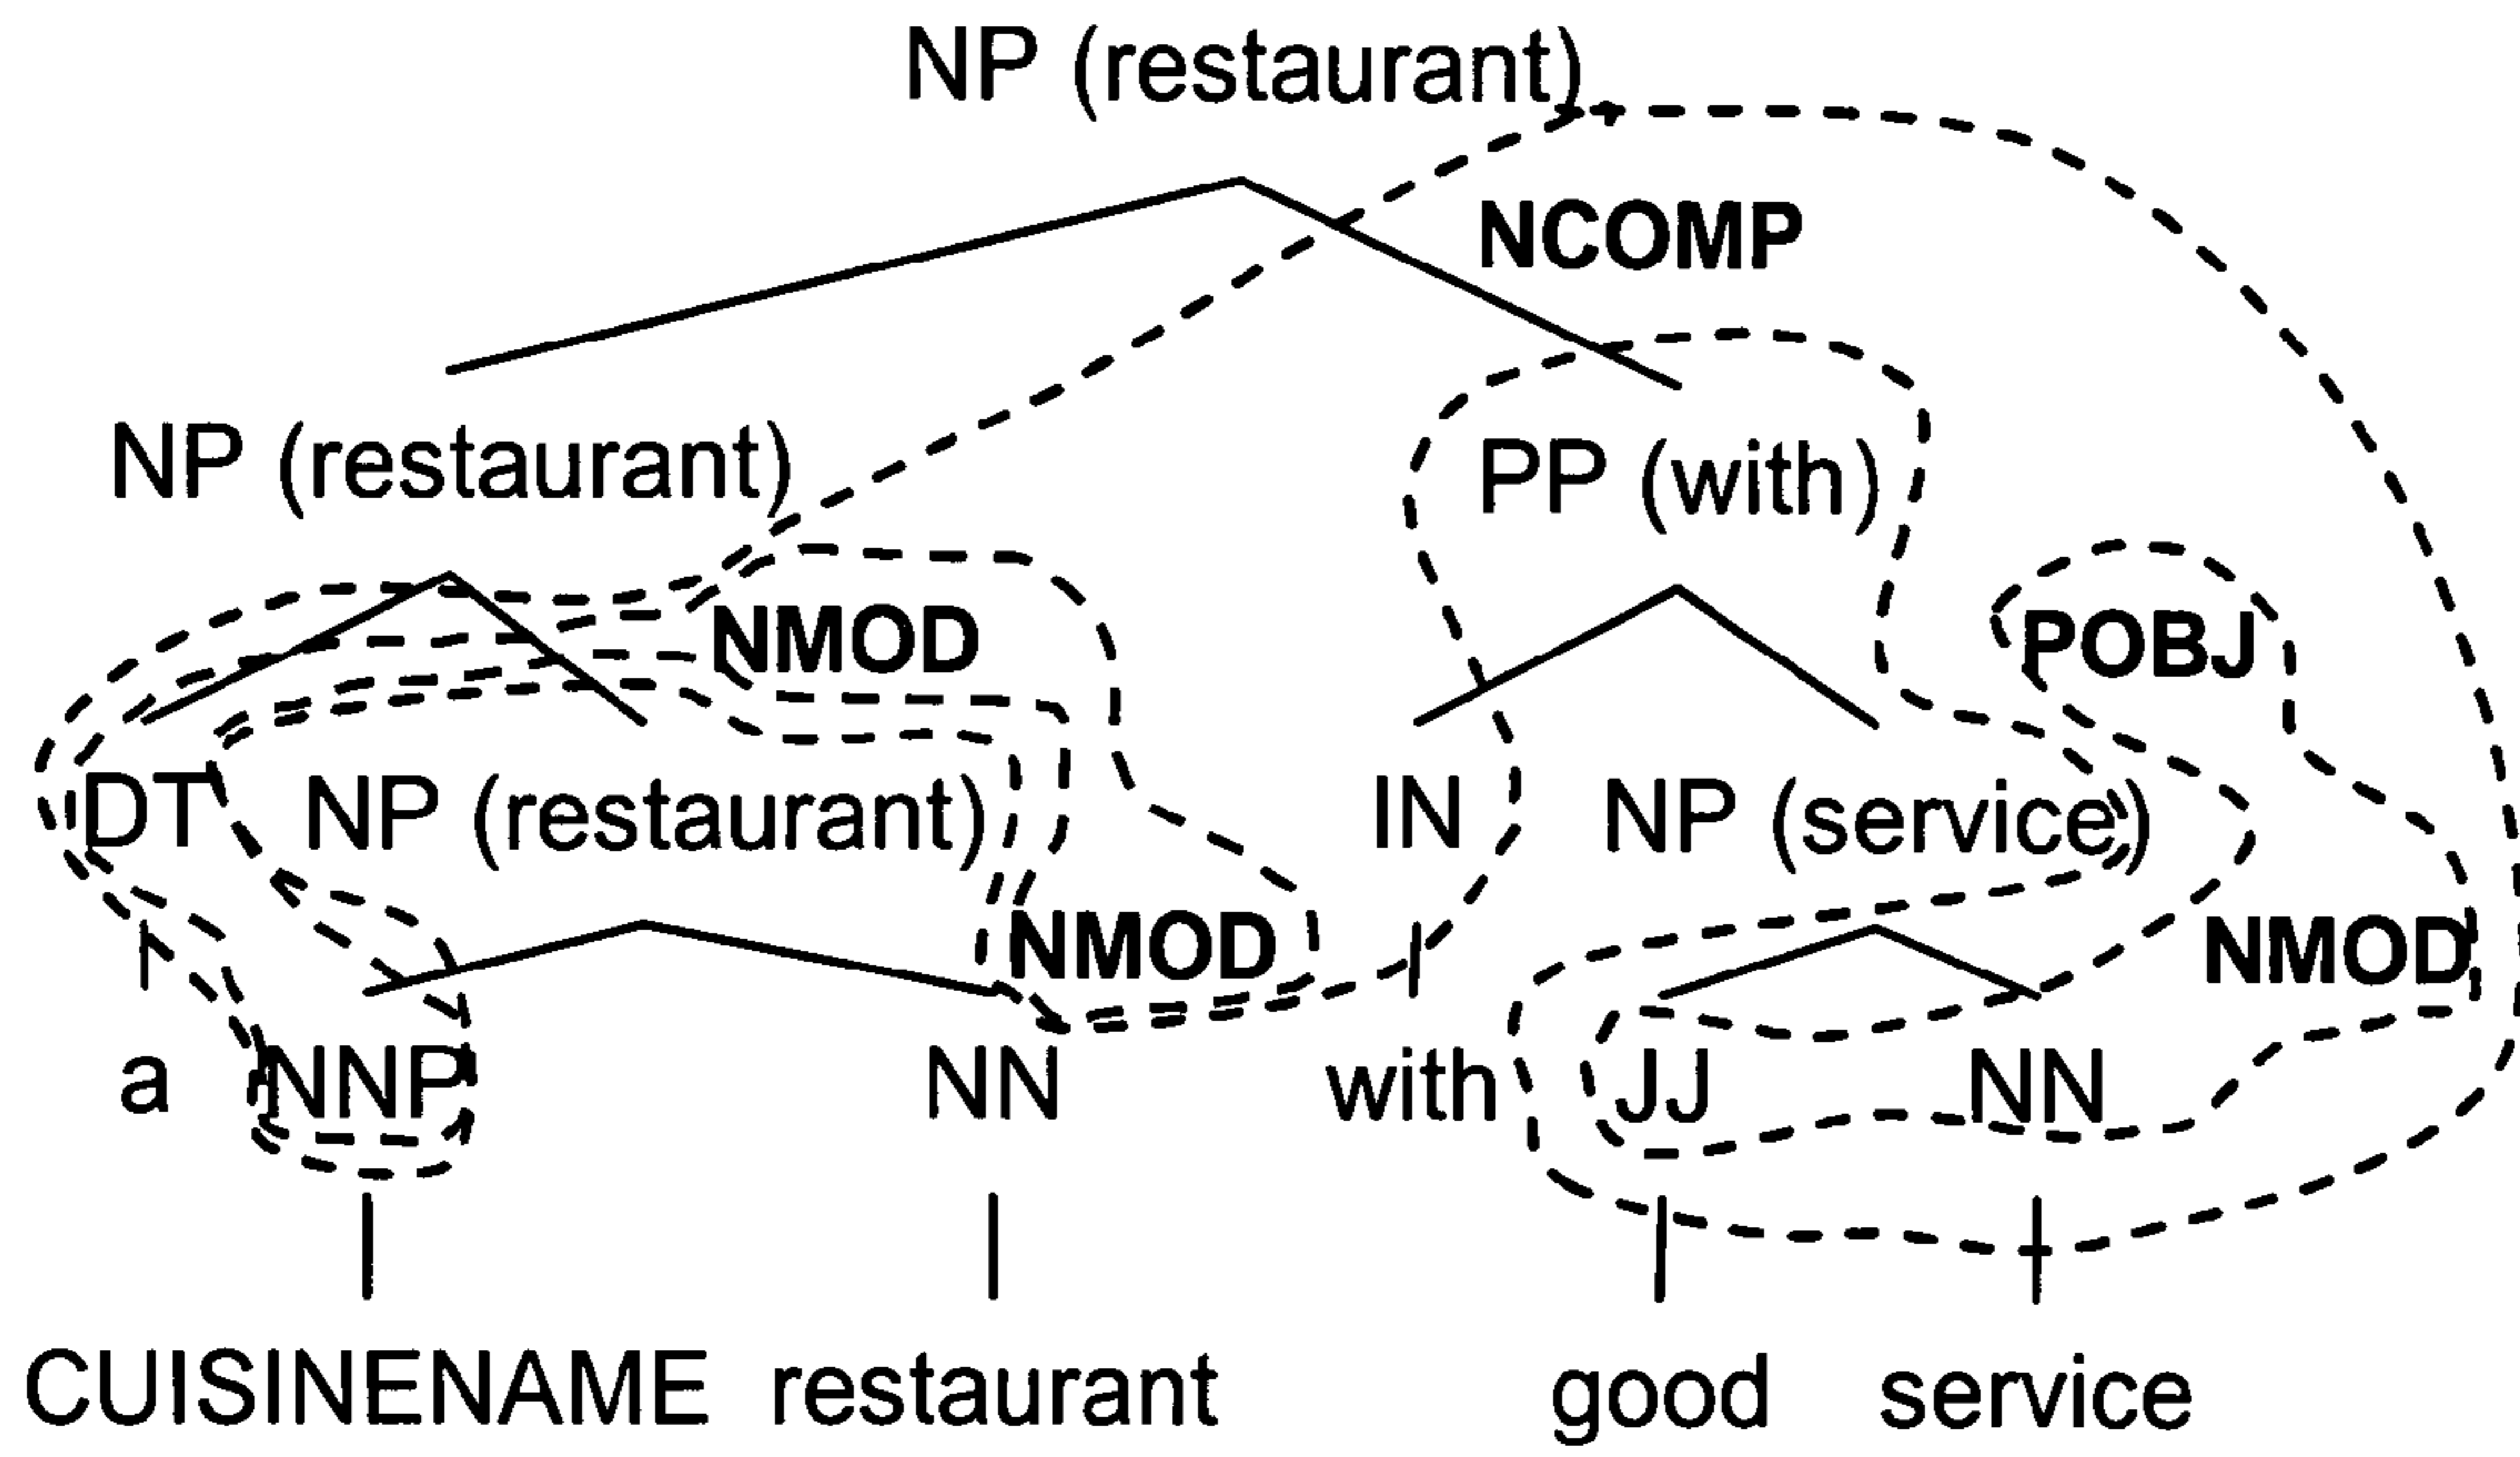 NP (restaurant)
NCOMP
NP (restaurant) PP (with)
NMOD POBJ
DT NP (restaurant) IN NP (service)
NMOD NMOD
a NNP NN with JJ NN
CUISINENAME restaurant good service